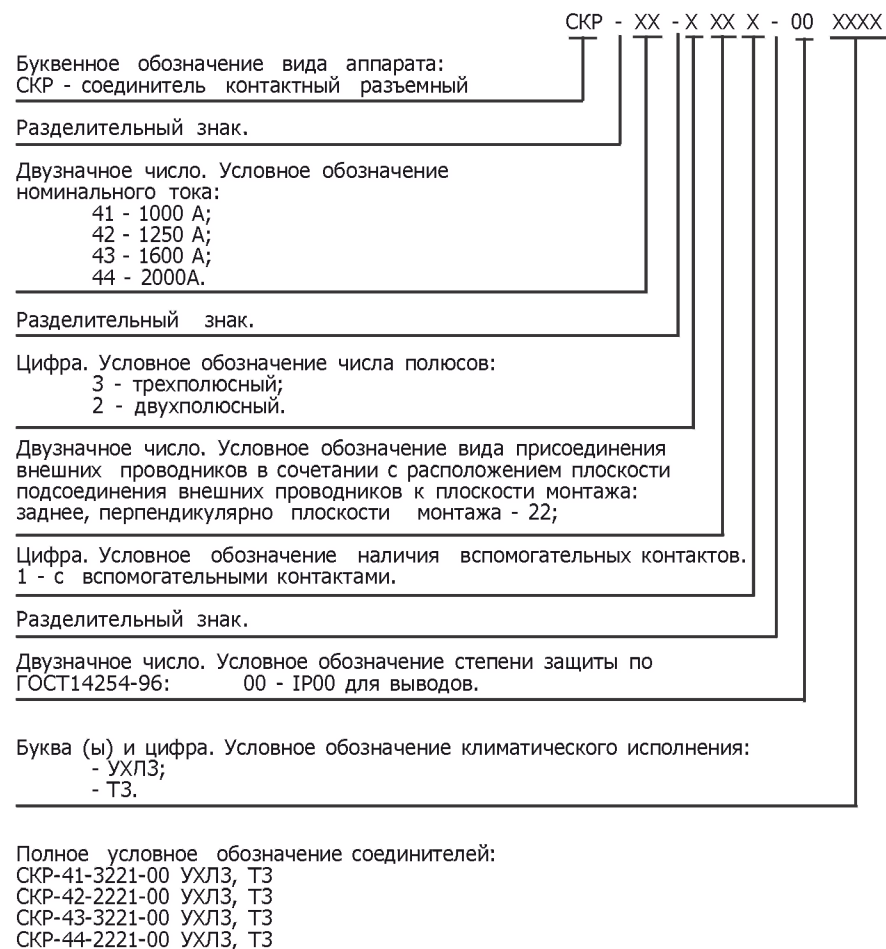 СКР - ХХ - Х ХХ Х - 00 ХХХХ
Буквенное обозначение вида аппарата:
СКР - соединитель контактный разъемный
Разделительный знак.
Двузначное число. Условное обозначение
номинального тока:
41 - 1000 А;
42 - 1250 А;
43 - 1600 А;
44 - 2000А.
Разделительный знак.
Цифра. Условное обозначение числа полюсов:
3 - трехполюсный;
2 - двухполюсный.
Двузначное число. Условное обозначение вида присоединения
внешних проводников в сочетании с расположением плоскости
подсоединения внешних проводников к плоскости монтажа:
заднее, перпендикулярно плоскости монтажа - 22;
Цифра. Условное обозначение наличия вспомогательных контактов.
1 - с вспомогательными контактами.
Разделительный знак.
Двузначное число. Условное обозначение степени защиты по
ГОСТ14254-96: 00 - IP00 для выводов.
Буква (ы) и цифра. Условное обозначение климатического исполнения:
- УХЛ3;
- Т3.
Полное условное обозначение соединителей:
СКР-41-3221-00 УХЛ3, Т3
СКР-42-2221-00 УХЛ3, Т3
СКР-43-3221-00 УХЛ3, Т3
СКР-44-2221-00 УХЛ3, Т3